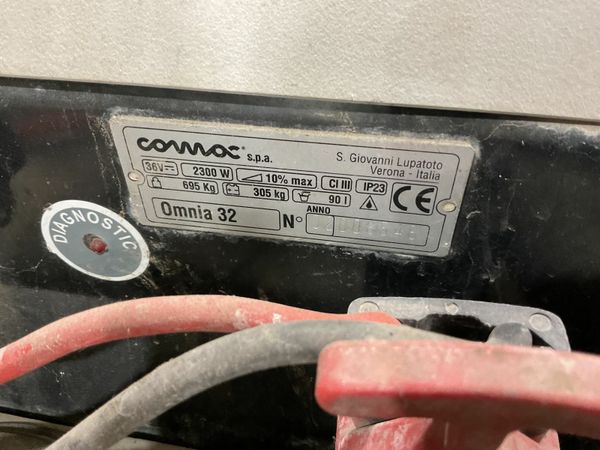 comac s.p.a. S. Giovanni Lupatoto
Verona - Italia
36V 2300 W 10% max Cl III IP23
695 Kg 305 kg 90 l CE
Omnia 32 N° ANNO
DIAGNOSTIC